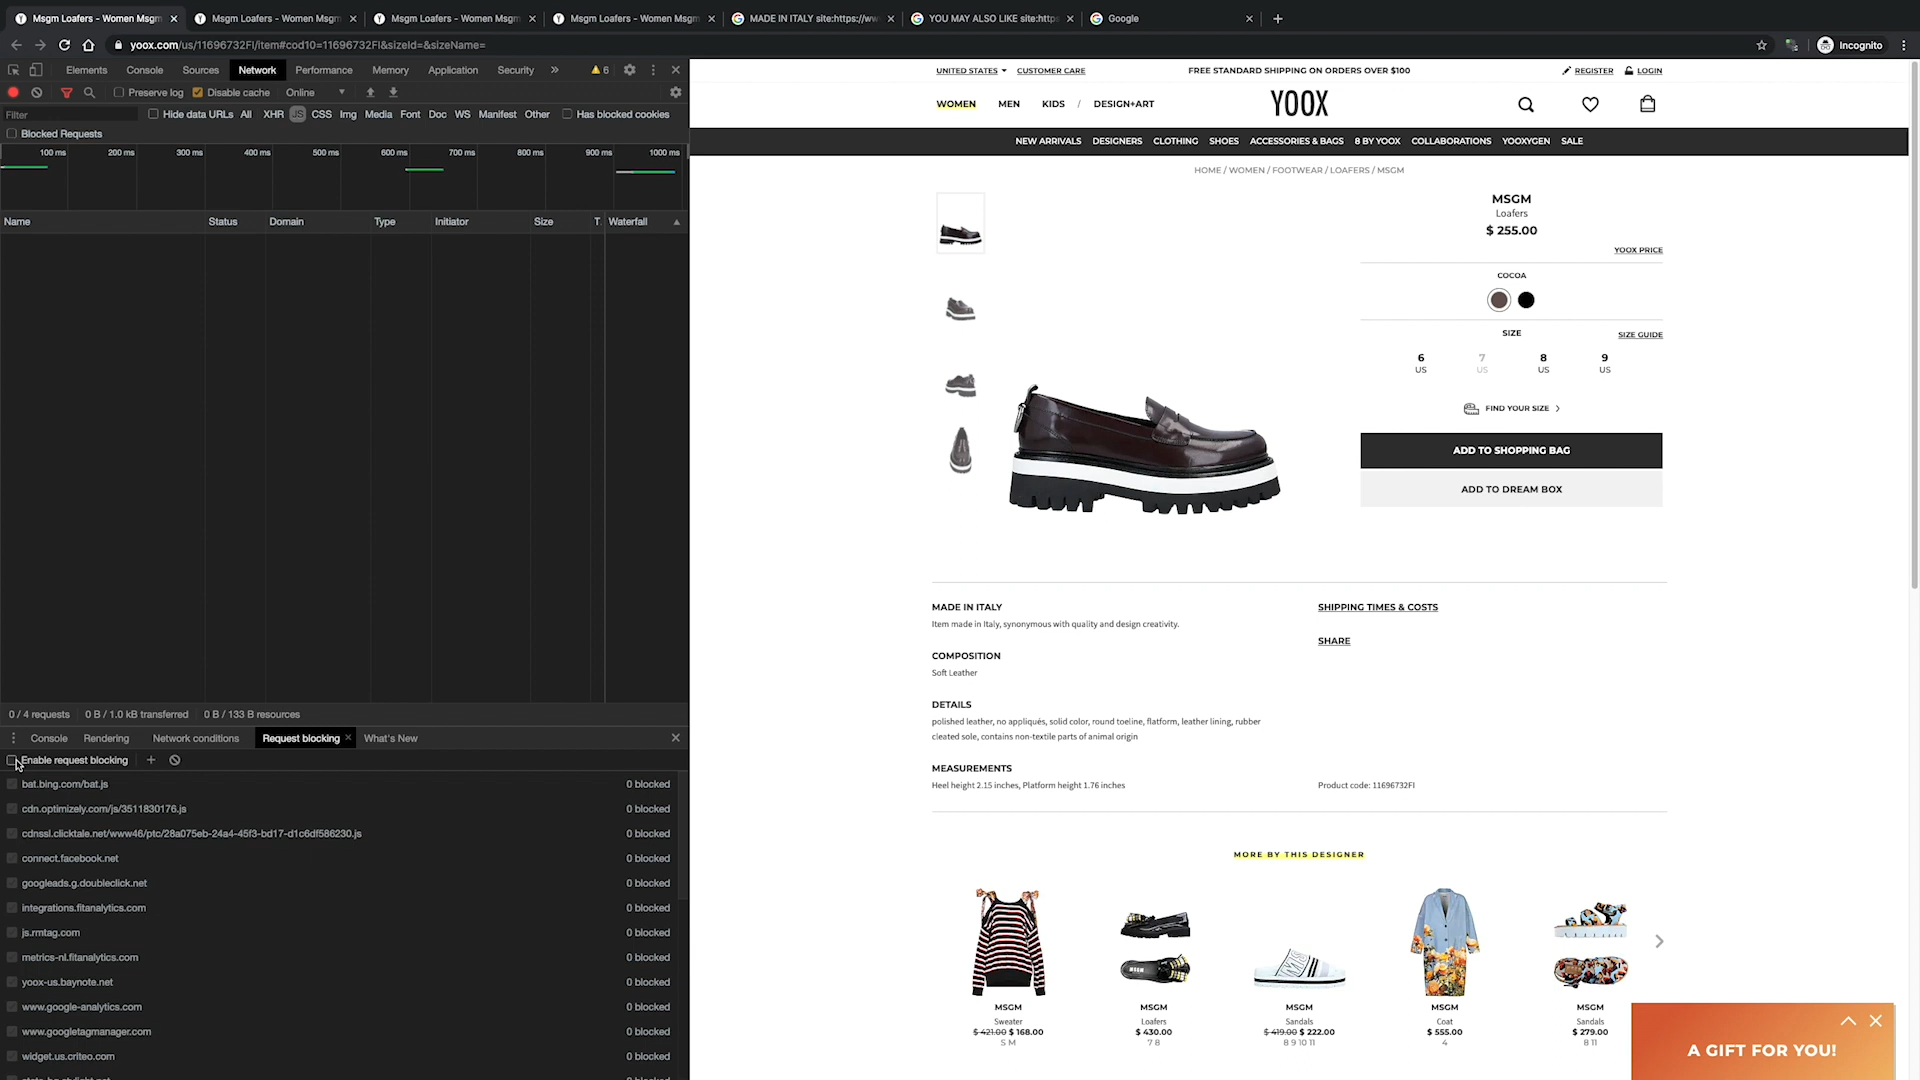 Msgm Loafers - Women Msgm
Msgm Loafers - Women Msgm
Msgm Loafers - Women Msgm
Msgm Loafers - Women Msgm
MADE IN ITALY site:https://ww
YOU MAY ALSO LIKE site:https
Google
yoox.com/us/11696732FI/item#cod10=11696732FI&sizeId=&sizeName=
Incognito
Elements Console Sources Network Performance Memory Application Security » 6
Preserve log Disable cache Online
Filter Hide data URLs All XHR JS CSS Img Media Font Doc WS Manifest Other Has blocked cookies
Blocked Requests
100 ms 200 ms 300 ms 400 ms 500 ms 600 ms 700 ms 800 ms 900 ms 1000 ms
Name Status Domain Type Initiator Size T. Waterfall
0 / 4 requests 0 B / 1.0 kB transferred 0 B / 133 B resources
Console Rendering Network conditions Request blocking What's New
Enable request blocking
bat.bing.com/bat.js 0 blocked
cdn.optimizely.com/js/3511830176.js 0 blocked
cdnssl.clicktale.net/www46/ptc/28a075eb-24a4-45f3-bd17-d1c6df586230.js 0 blocked
connect.facebook.net 0 blocked
googleads.g.doubleclick.net 0 blocked
integrations.fitanalytics.com 0 blocked
js.rmtag.com 0 blocked
metrics-nl.fitanalytics.com 0 blocked
yoox-us.baynote.net 0 blocked
www.google-analytics.com 0 blocked
www.googletagmanager.com 0 blocked
widget.us.criteo.com 0 blocked
UNITED STATES CUSTOMER CARE FREE STANDARD SHIPPING ON ORDERS OVER $100 REGISTER LOGIN
WOMEN MEN KIDS / DESIGN+ART YOOX
NEW ARRIVALS DESIGNERS CLOTHING SHOES ACCESSORIES & BAGS 8 BY YOOX COLLABORATIONS YOOXYGEN SALE
HOME / WOMEN / FOOTWEAR / LOAFERS / MSGM
MSGM
Loafers
$ 255.00
YOOX PRICE
COCOA
SIZE SIZE GUIDE
6 7 8 9
US US US US
FIND YOUR SIZE
ADD TO SHOPPING BAG
ADD TO DREAM BOX
MADE IN ITALY
Item made in Italy, synonymous with quality and design creativity.
COMPOSITION
Soft Leather
DETAILS
polished leather, no appliqués, solid color, round toeline, flatform, leather lining, rubber
cleated sole, contains non-textile parts of animal origin
MEASUREMENTS
Heel height 2.15 inches, Platform height 1.76 inches
SHIPPING TIMES & COSTS
SHARE
Product code: 11696732FI
MORE BY THIS DESIGNER
MSGM MSGM MSGM MSGM MSGM
Sweater Loafers Sandals Coat Sandals
$ 421.00 $ 168.00 $ 430.00 $ 419.00 $ 222.00 $ 555.00 $ 279.00
S M 7 8 8 9 10 11 4 8 11
A GIFT FOR YOU!